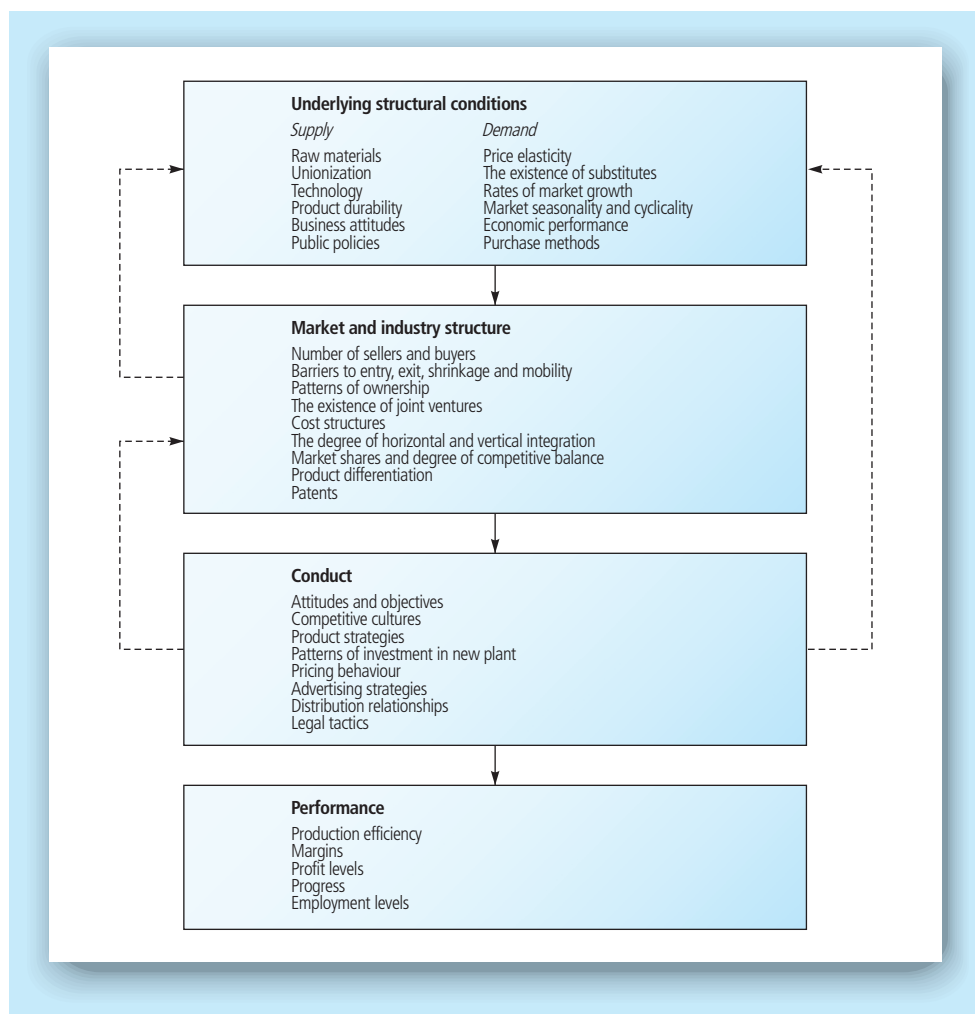 Underlying structural conditions
Supply Demand
Raw materials Price elasticity
Unionization The existence of substitutes
Technology Rates of market growth
Product durability Market seasonality and cyclicality
Business attitudes Economic performance
Public policies Purchase methods
Market and industry structure
Number of sellers and buyers
Barriers to entry, exit, shrinkage and mobility
Patterns of ownership
The existence of joint ventures
Cost structures
The degree of horizontal and vertical integration
Market shares and degree of competitive balance
Product differentiation
Patents
Conduct
Attitudes and objectives
Competitive cultures
Product strategies
Patterns of investment in new plant
Pricing behaviour
Advertising strategies
Distribution relationships
Legal tactics
Performance
Production efficiency
Margins
Profit levels
Progress
Employment levels